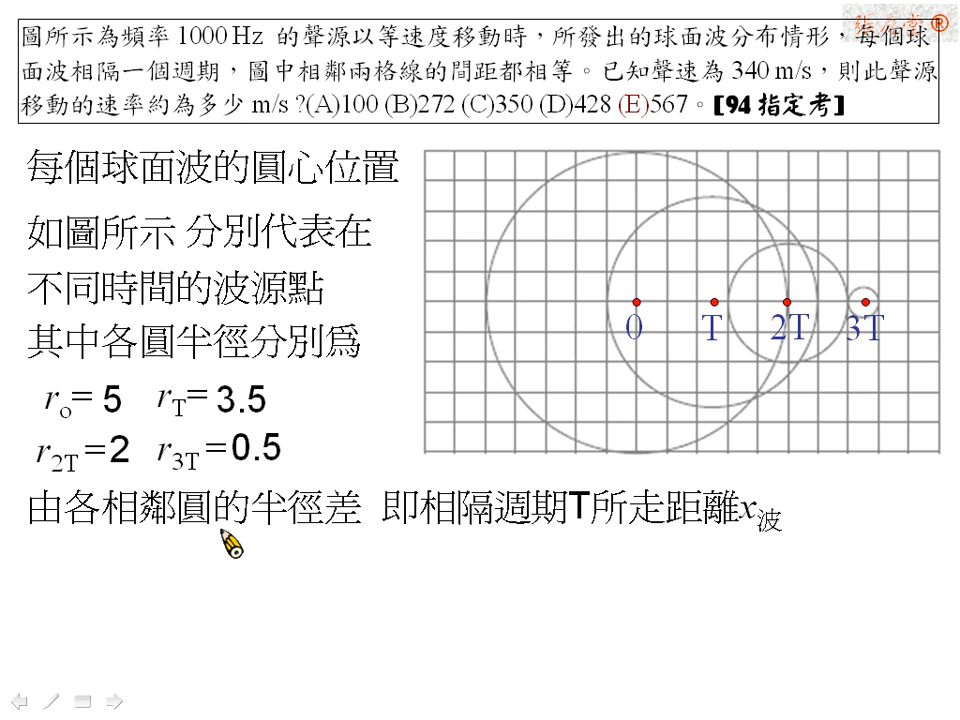 圖所示為頻率 1000 Hz 的聲源以等速度移動時，所發出的球面波分布情形，每個球
面波相隔一個週期，圖中相鄰兩格線的間距都相等。已知聲速為 340 m/s，則此聲源
移動的速率約為多少 m/s ?(A)100 (B)272 (C)350 (D)428 (E)567。【94 指定考】
每個球面波的圓心位置
如圖所示 分別代表在
不同時間的波源點
其中各圓半徑分別為
r₀= 5 r_T= 3.5
r_2T =2 r_3T =0.5
0 T 2T 3T
由各相鄰圓的半徑差 即相隔週期T所走距離x波